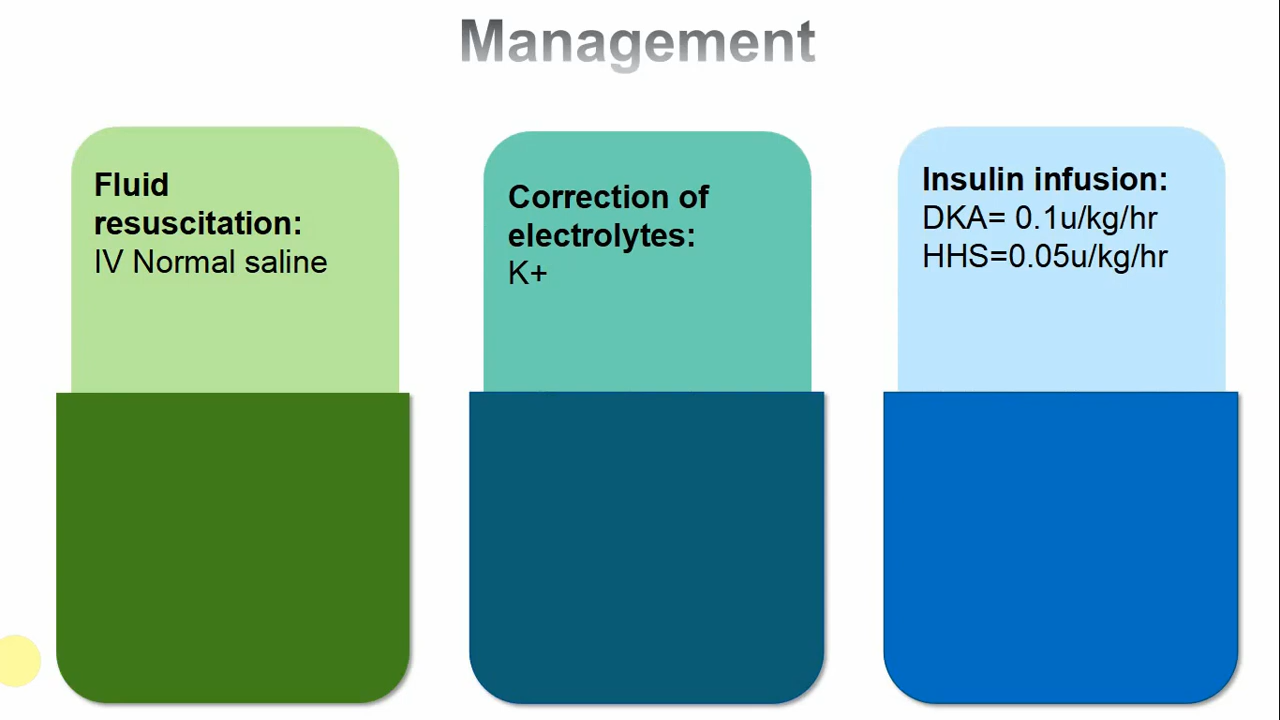 Management
Fluid
resuscitation:
IV Normal saline
Correction of
electrolytes:
K+
Insulin infusion:
DKA= 0.1u/kg/hr
HHS=0.05u/kg/hr